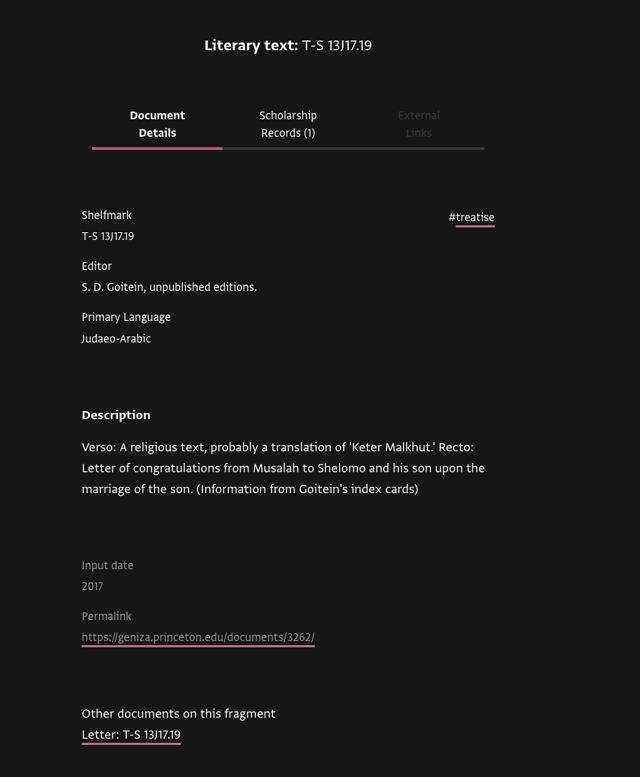 Literary text: T-S 13J17.19
Document Details
Scholarship Records (1)
External Links
Shelfmark
#treatise
T-S 13J17.19
Editor
S. D. Goitein, unpublished editions.
Primary Language
Judaeo-Arabic
Description
Verso: A religious text, probably a translation of 'Keter Malkhut.' Recto:
Letter of congratulations from Musalah to Shelomo and his son upon the
marriage of the son. (Information from Goitein's index cards)
Input date
2017
Permalink
https://geniza.princeton.edu/documents/3262/
Other documents on this fragment
Letter: T-S 13J17.19